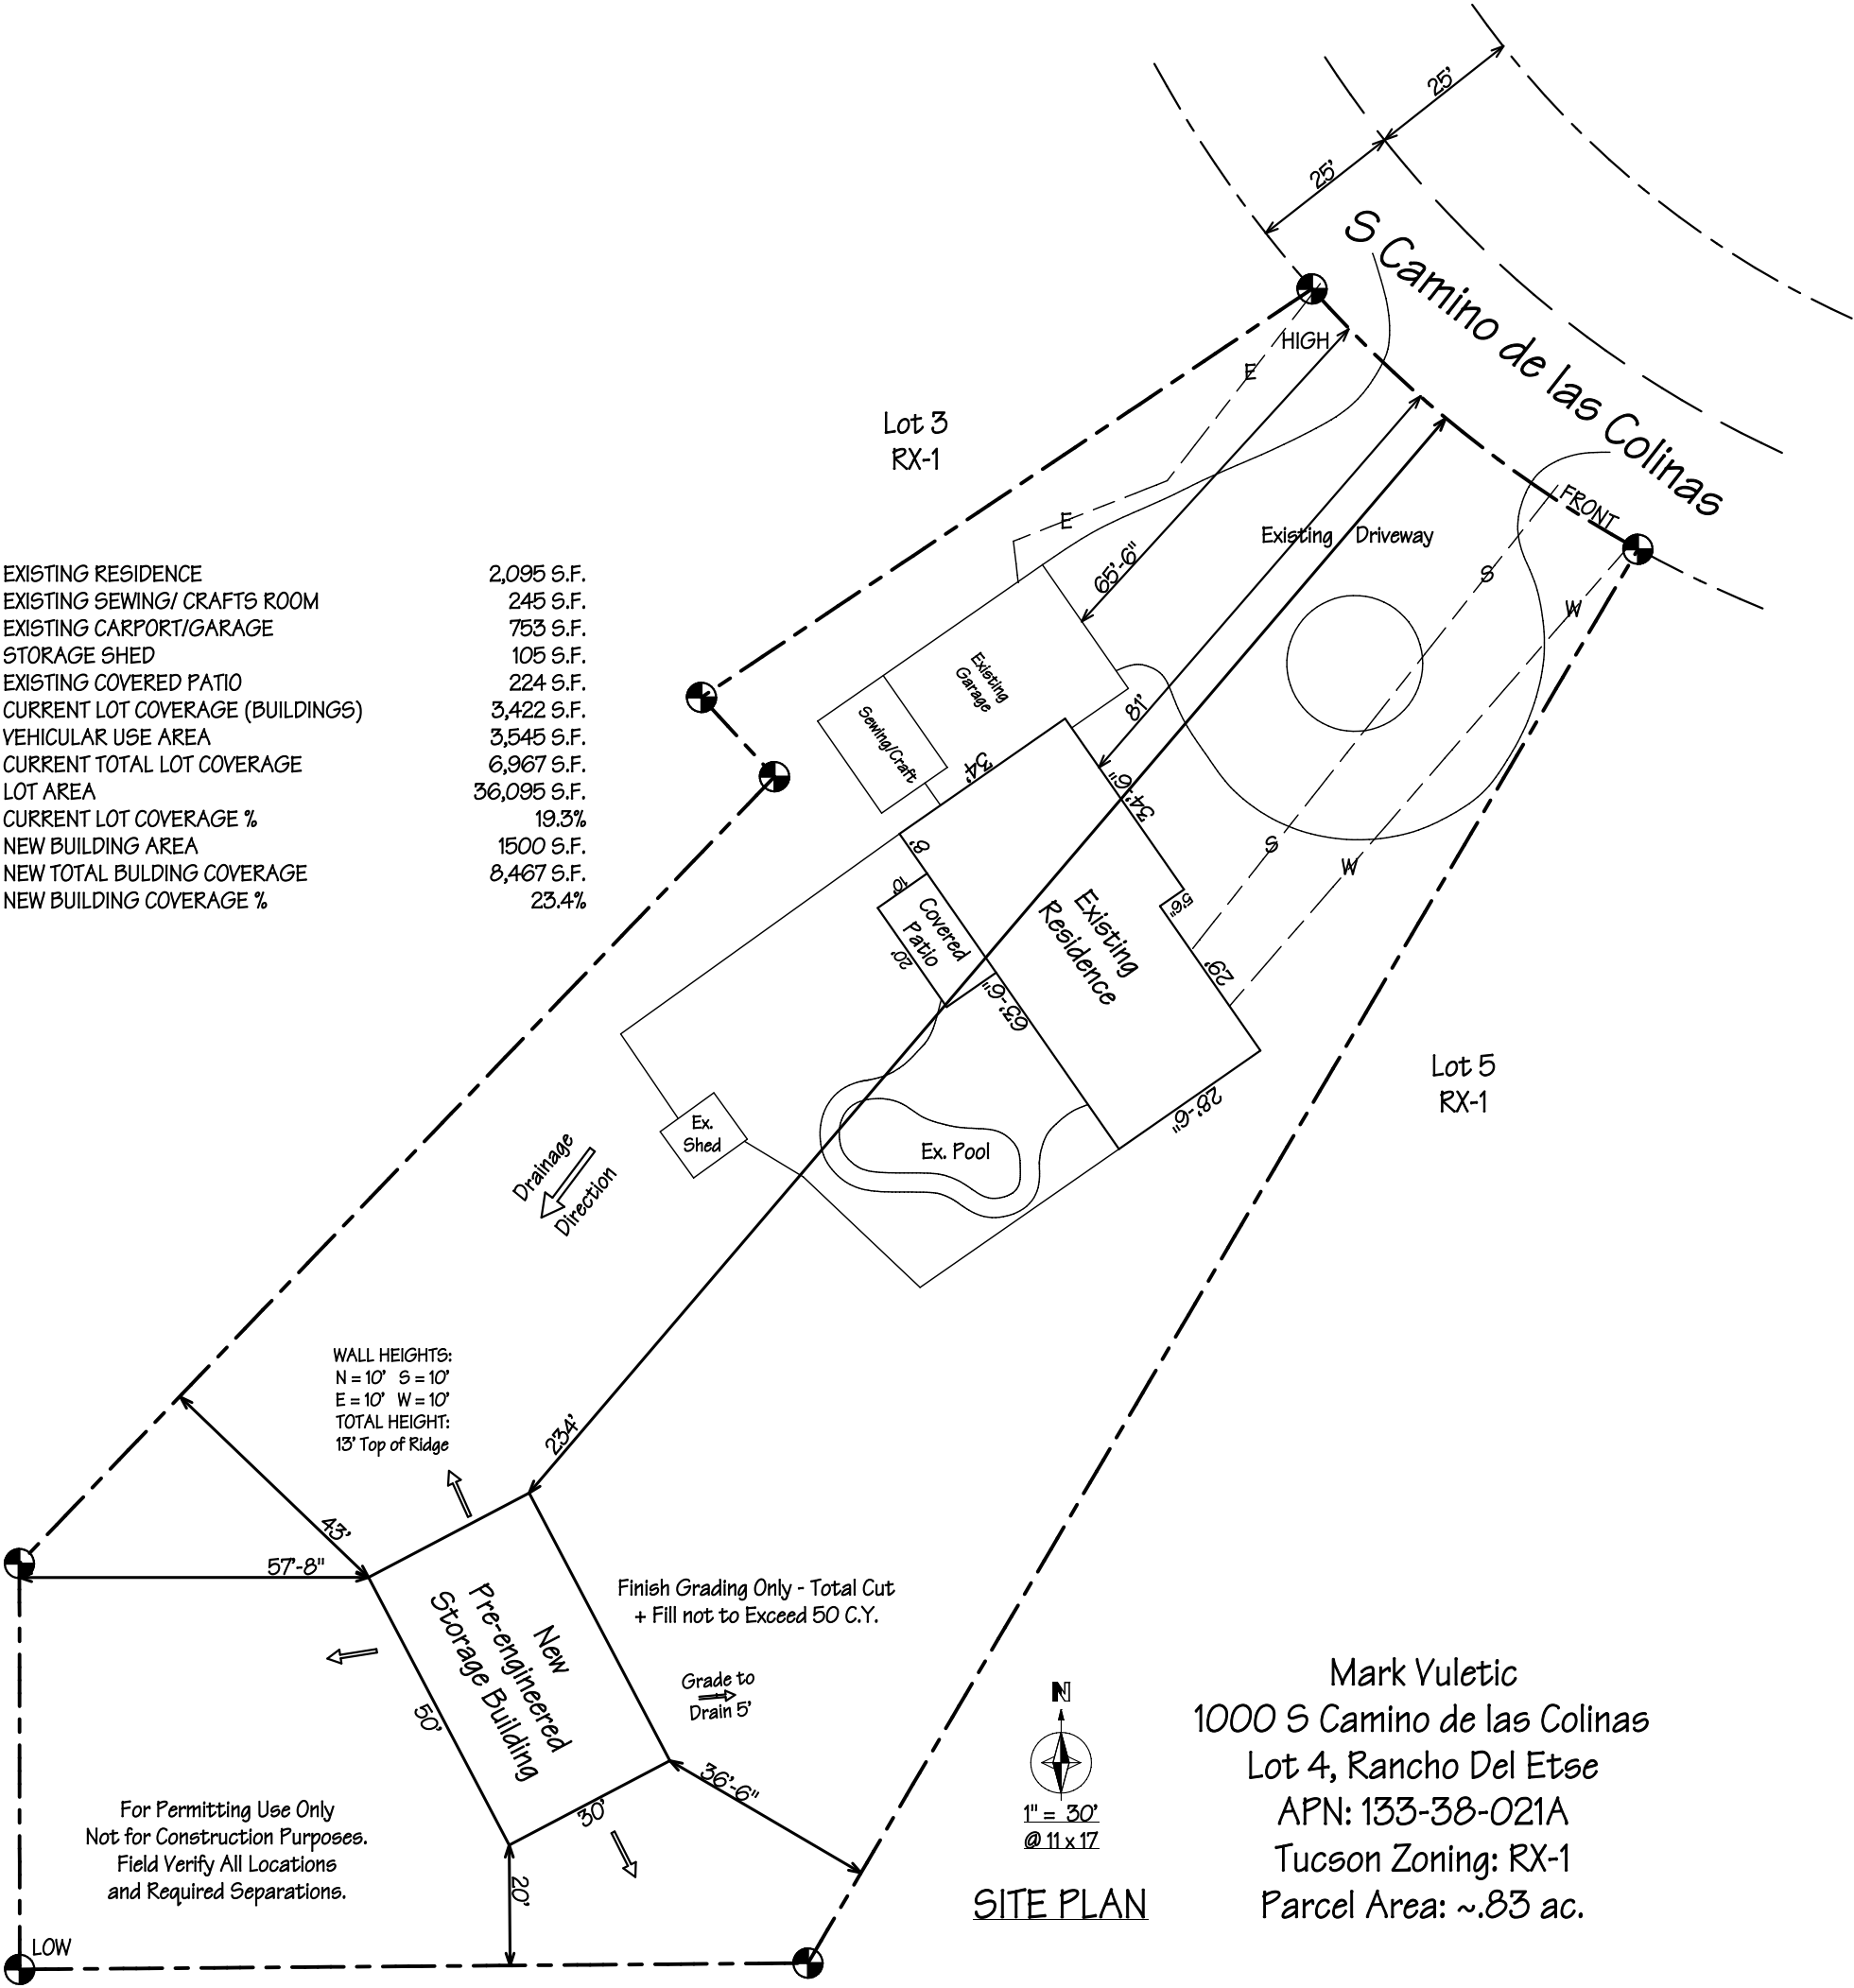 25'
25'
S Camino de las Colinas
HIGH
E
FRONT
Lot 3
RX-1
E
65'-6"
Existing Driveway
S
W
EXISTING RESIDENCE 2,095 S.F.
EXISTING SEWING/ CRAFTS ROOM 245 S.F.
EXISTING CARPORT/GARAGE 753 S.F.
STORAGE SHED 105 S.F.
EXISTING COVERED PATIO 224 S.F.
CURRENT LOT COVERAGE (BUILDINGS) 3,422 S.F.
VEHICULAR USE AREA 3,545 S.F.
CURRENT TOTAL LOT COVERAGE 6,967 S.F.
LOT AREA 36,095 S.F.
CURRENT LOT COVERAGE % 19.3%
NEW BUILDING AREA 1500 S.F.
NEW TOTAL BULDING COVERAGE 8,467 S.F.
NEW BUILDING COVERAGE % 23.4%
Existing
Garage
Sewing/Craft
81'
34'
34'-6"
8'
10'
S
W
Covered
Patio
20'
Existing
Residence
5'6"
29'
63'-6"
28'-6"
Lot 5
RX-1
Ex.
Shed
Ex. Pool
Drainage
Direction
WALL HEIGHTS:
N = 10' S = 10'
E = 10' W = 10'
TOTAL HEIGHT:
13' Top of Ridge
234'
43'
57'-8"
New
Pre-engineered
Storage Building
50'
30'
Finish Grading Only - Total Cut
+ Fill not to Exceed 50 C.Y.
Grade to
Drain 5'
36'-6"
20'
For Permitting Use Only
Not for Construction Purposes.
Field Verify All Locations
and Required Separations.
LOW
N
1" = 30'
@ 11 x 17
SITE PLAN
Mark Vuletic
1000 S Camino de las Colinas
Lot 4, Rancho Del Etse
APN: 133-38-021A
Tucson Zoning: RX-1
Parcel Area: ~.83 ac.